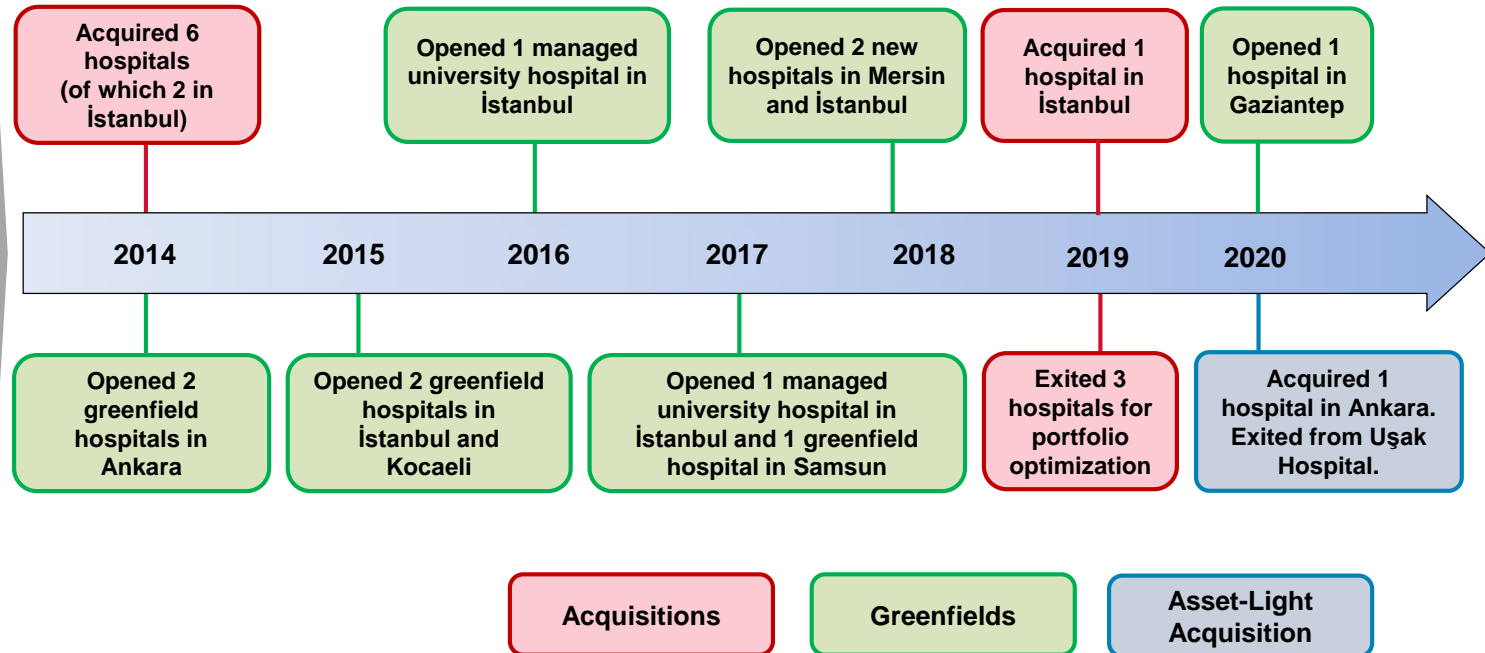 Acquired 6
hospitals
(of which 2 in
İstanbul)
Opened 1 managed
university hospital in
İstanbul
Opened 2 new
hospitals in Mersin
and İstanbul
Acquired 1
hospital in
İstanbul
Opened 1
hospital in
Gaziantep
2014
2015
2016
2017
2018
2019
2020
Opened 2
greenfield
hospitals in
Ankara
Opened 2 greenfield
hospitals in
İstanbul and
Kocaeli
Opened 1 managed
university hospital in
İstanbul and 1 greenfield
hospital in Samsun
Exited 3
hospitals for
portfolio
optimization
Acquired 1
hospital in Ankara.
Exited from Uşak
Hospital.
Acquisitions
Greenfields
Asset-Light
Acquisition